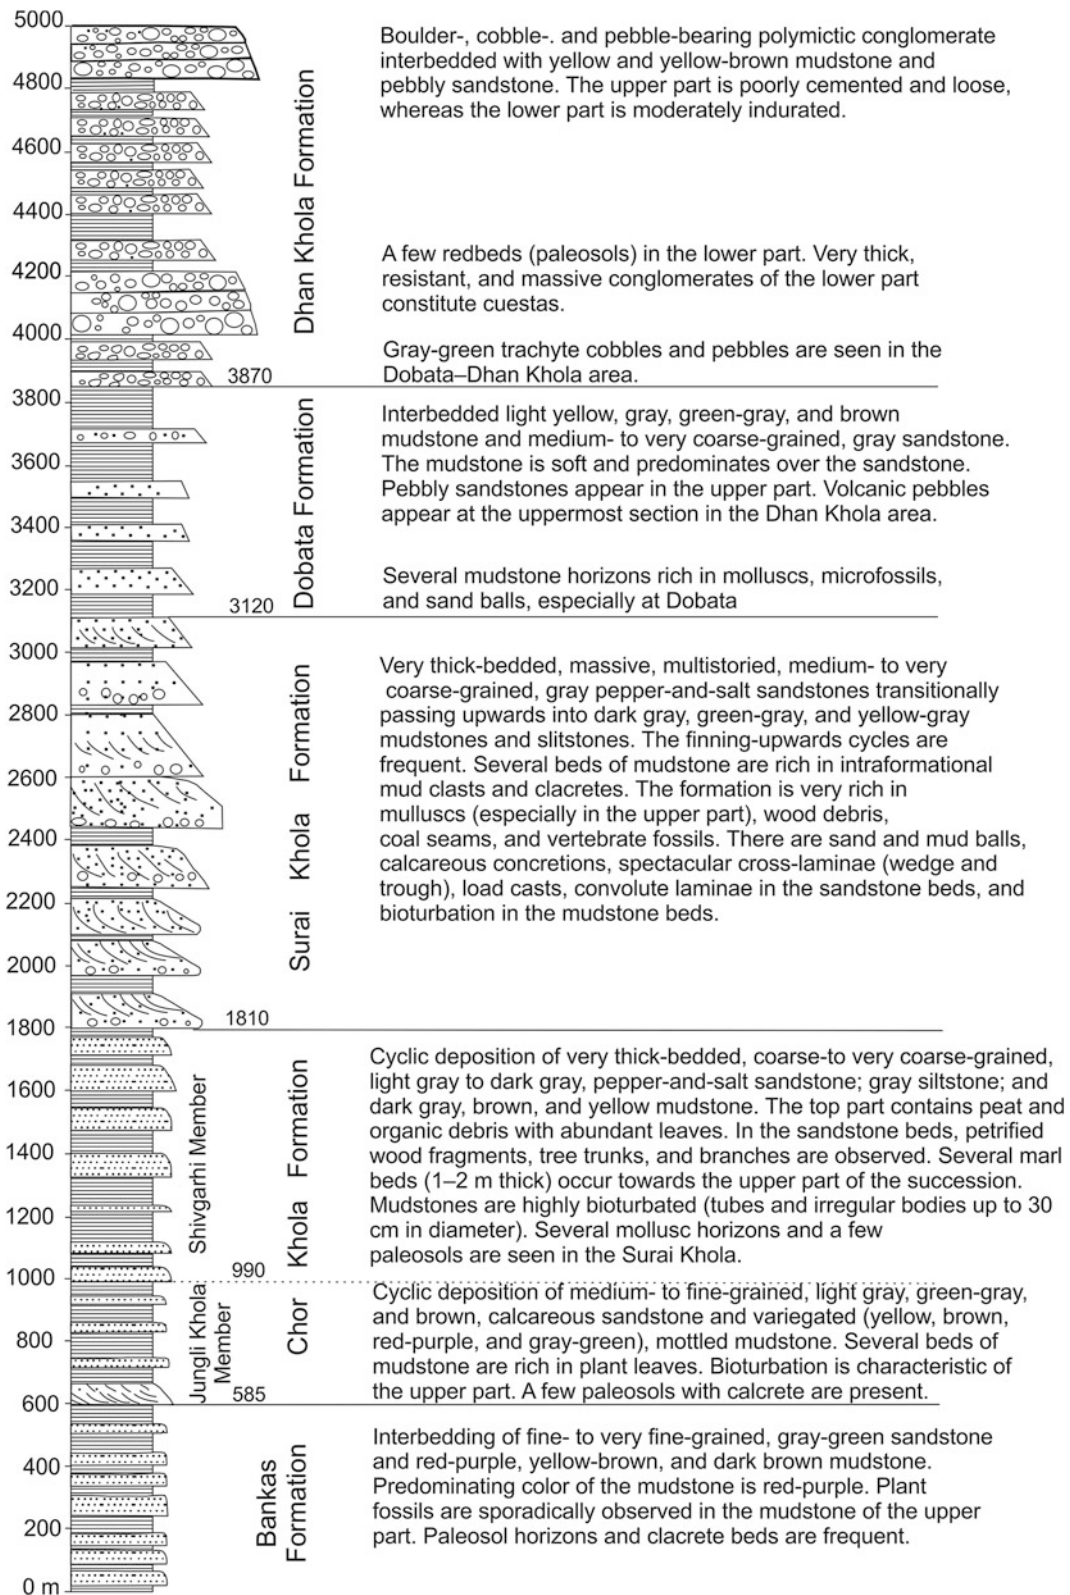 5000
4800
4600
4400
4200
4000
3800
3600
3400
3200
3000
2800
2600
2400
2200
2000
1800
1600
1400
1200
1000
800
600
400
200
0 m
Dhan Khola Formation
Boulder-, cobble-. and pebble-bearing polymictic conglomerate
interbedded with yellow and yellow-brown mudstone and
pebbly sandstone. The upper part is poorly cemented and loose,
whereas the lower part is moderately indurated.
A few redbeds (paleosols) in the lower part. Very thick,
resistant, and massive conglomerates of the lower part
constitute cuestas.
Gray-green trachyte cobbles and pebbles are seen in the
Dobata–Dhan Khola area.
3870
Dobata Formation
Interbedded light yellow, gray, green-gray, and brown
mudstone and medium- to very coarse-grained, gray sandstone.
The mudstone is soft and predominates over the sandstone.
Pebbly sandstones appear in the upper part. Volcanic pebbles
appear at the uppermost section in the Dhan Khola area.
Several mudstone horizons rich in molluscs, microfossils,
and sand balls, especially at Dobata
3120
Surai Khola Formation
Very thick-bedded, massive, multistoried, medium- to very
coarse-grained, gray pepper-and-salt sandstones transitionally
passing upwards into dark gray, green-gray, and yellow-gray
mudstones and slitstones. The finning-upwards cycles are
frequent. Several beds of mudstone are rich in intraformational
mud clasts and clacretes. The formation is very rich in
mulluscs (especially in the upper part), wood debris,
coal seams, and vertebrate fossils. There are sand and mud balls,
calcareous concretions, spectacular cross-laminae (wedge and
trough), load casts, convolute laminae in the sandstone beds, and
bioturbation in the mudstone beds.
1810
Chor Khola Formation
Shivgarhi Member
Cyclic deposition of very thick-bedded, coarse-to very coarse-grained,
light gray to dark gray, pepper-and-salt sandstone; gray siltstone; and
dark gray, brown, and yellow mudstone. The top part contains peat and
organic debris with abundant leaves. In the sandstone beds, petrified
wood fragments, tree trunks, and branches are observed. Several marl
beds (1–2 m thick) occur towards the upper part of the succession.
Mudstones are highly bioturbated (tubes and irregular bodies up to 30
cm in diameter). Several mollusc horizons and a few
paleosols are seen in the Surai Khola.
990
Jungli Khola
Member
Cyclic deposition of medium- to fine-grained, light gray, green-gray,
and brown, calcareous sandstone and variegated (yellow, brown,
red-purple, and gray-green), mottled mudstone. Several beds of
mudstone are rich in plant leaves. Bioturbation is characteristic of
the upper part. A few paleosols with calcrete are present.
585
Bankas
Formation
Interbedding of fine- to very fine-grained, gray-green sandstone
and red-purple, yellow-brown, and dark brown mudstone.
Predominating color of the mudstone is red-purple. Plant
fossils are sporadically observed in the mudstone of the upper
part. Paleosol horizons and clacrete beds are frequent.